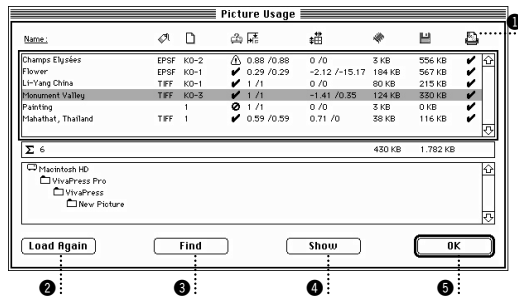 Picture Usage
❶
Name:
Champs Elysées EPSF KO-2 0.88 /0.88 0 /0 3 KB 556 KB
Flower EPSF KO-1 0.29 /0.29 -2.12 /-15.17 184 KB 567 KB
Li-Yang China TIFF KO-1 1 /1 0 /0 80 KB 215 KB
Monument Valley TIFF KO-3 1 /1 -1.41 /0.35 124 KB 330 KB
Painting 1 1 /1 0 /0 3 KB 0 KB
Mahathat, Thailand TIFF 1 0.59 /0.59 0.71 /0 38 KB 116 KB
Σ 6 430 KB 1.782 KB
Macintosh HD
VivaPress Pro
VivaPress
New Picture
Load Again Find Show OK
❷ ❸ ❹ ❺